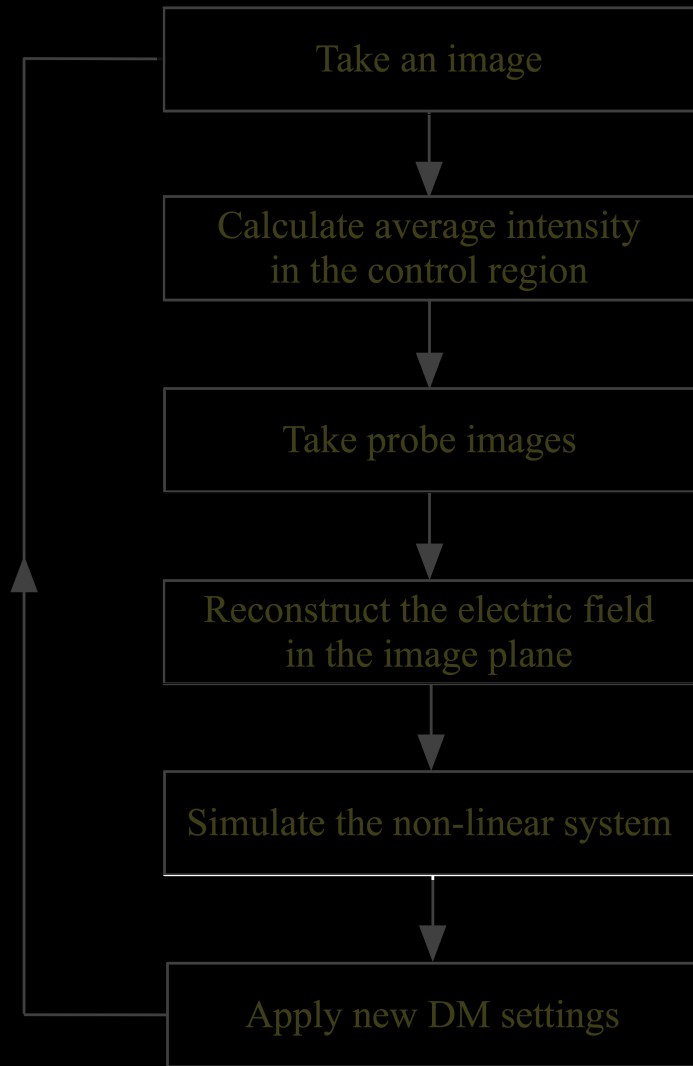 Take an image
Calculate average intensity
in the control region
Take probe images
Reconstruct the electric field
in the image plane
Simulate the non-linear system
Apply new DM settings